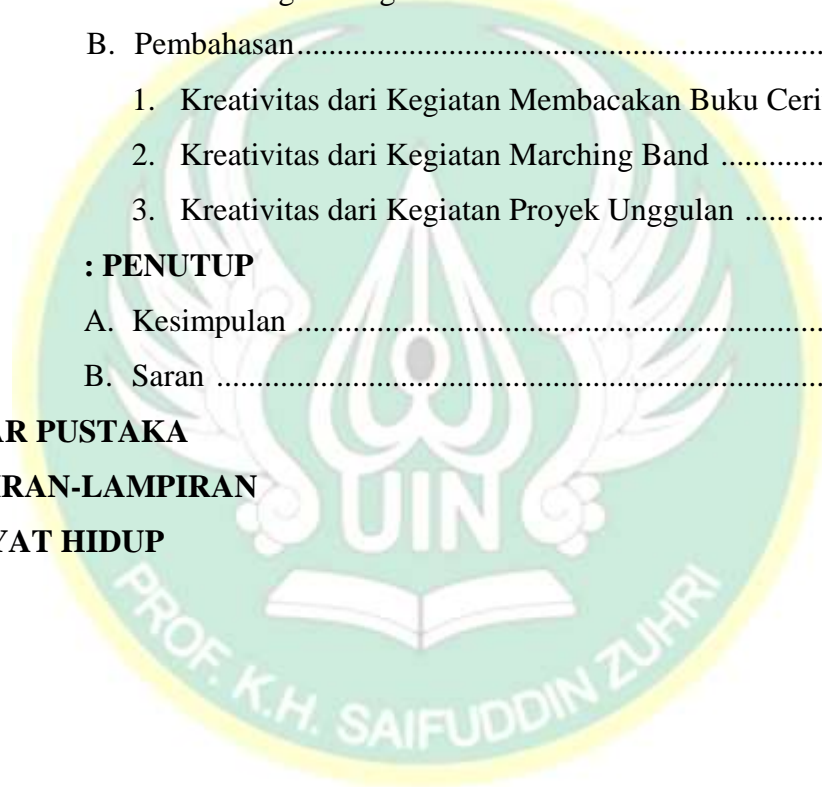 B. Pembahasan........................................................................
1. Kreativitas dari Kegiatan Membacakan Buku Ceri
2. Kreativitas dari Kegiatan Marching Band .............
3. Kreativitas dari Kegiatan Proyek Unggulan ..........
: PENUTUP
A. Kesimpulan ........................................................................
B. Saran ..................................................................................
AR PUSTAKA
IRAN-LAMPIRAN
YAT HIDUP
UIN
PROF. K.H. SAIFUDDIN ZUHRI